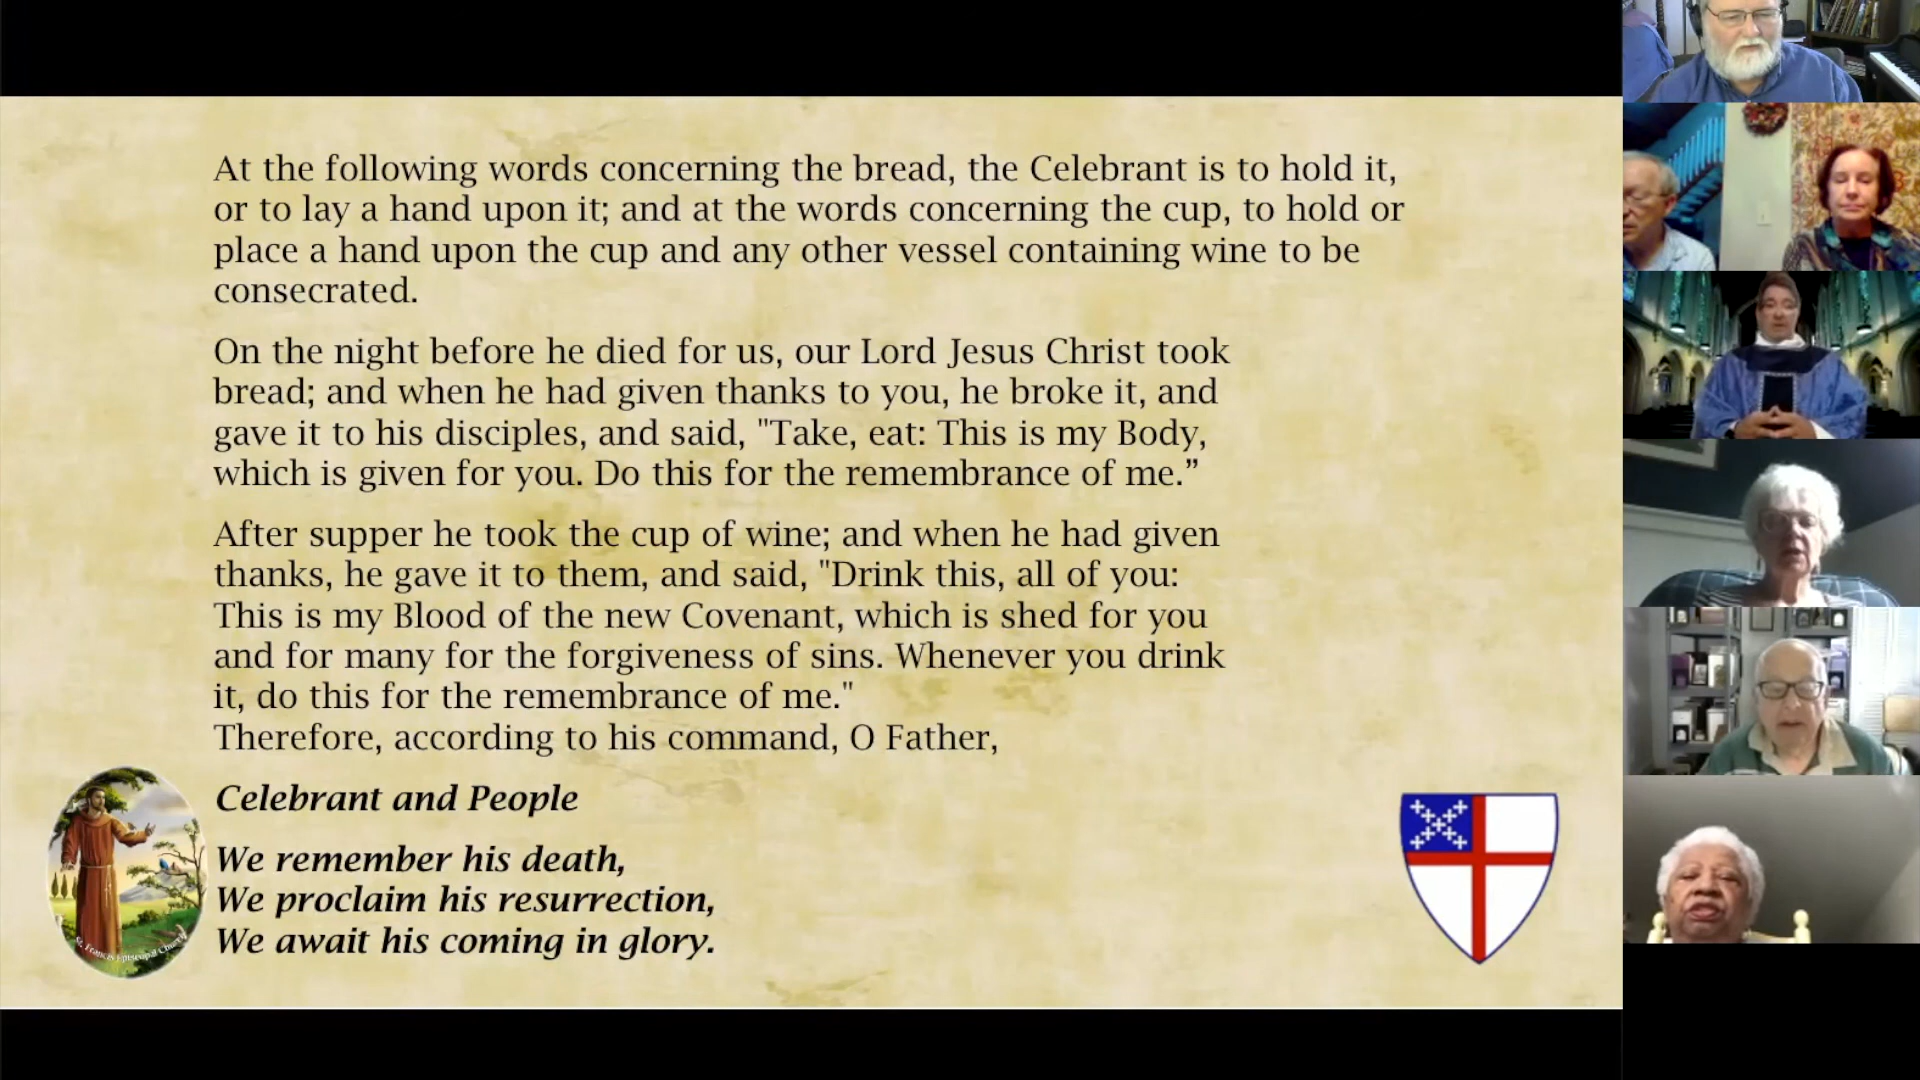 At the following words concerning the bread, the Celebrant is to hold it,
or to lay a hand upon it; and at the words concerning the cup, to hold or
place a hand upon the cup and any other vessel containing wine to be
consecrated.
On the night before he died for us, our Lord Jesus Christ took
bread; and when he had given thanks to you, he broke it, and
gave it to his disciples, and said, "Take, eat: This is my Body,
which is given for you. Do this for the remembrance of me.”
After supper he took the cup of wine; and when he had given
thanks, he gave it to them, and said, "Drink this, all of you:
This is my Blood of the new Covenant, which is shed for you
and for many for the forgiveness of sins. Whenever you drink
it, do this for the remembrance of me."
Therefore, according to his command, O Father,
Celebrant and People
We remember his death,
We proclaim his resurrection,
We await his coming in glory.
St. Francis Episcopal Church